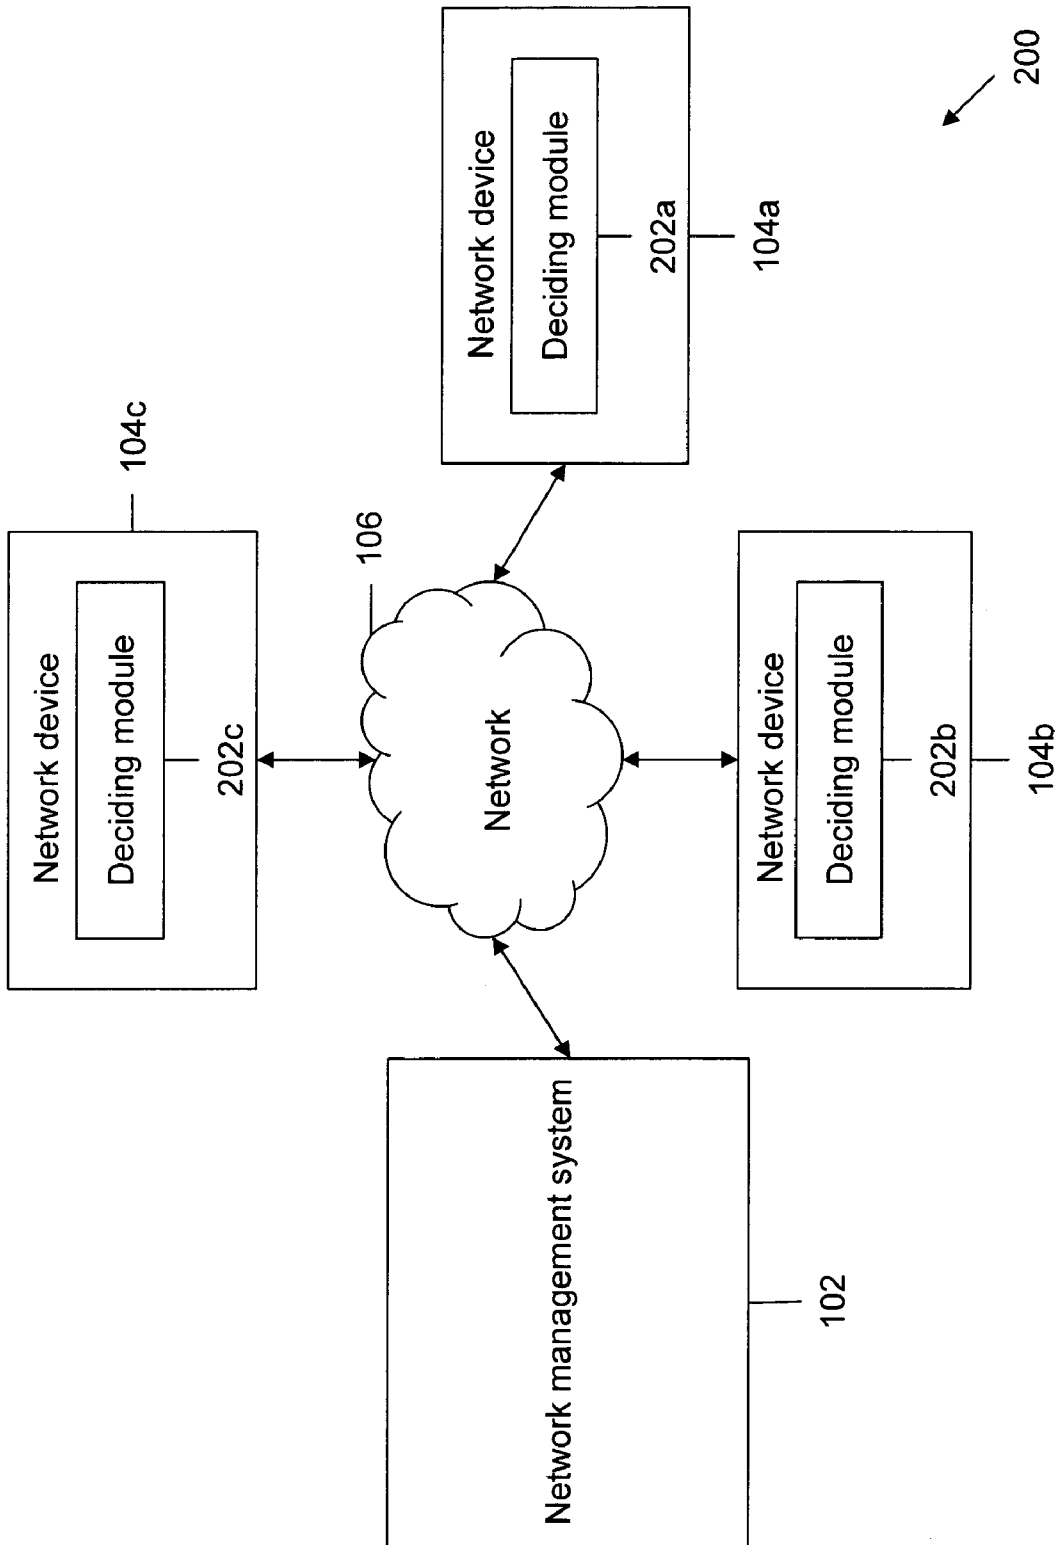 Network device
Deciding module
202c
104c
106
Network
Network management system
102
Network device
Deciding module
202a
104a
Network device
Deciding module
202b
104b
200